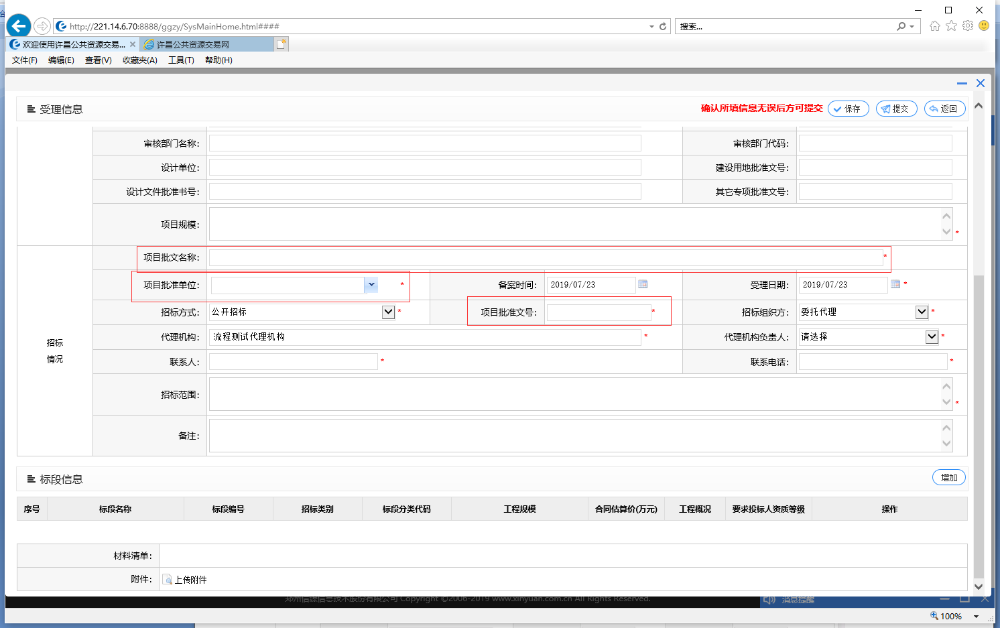 http://221.14.6.70:8888/ggzy/SysMainHome.html####
搜索...
欢迎使用许昌公共资源交易...
许昌公共资源交易网
文件(F) 编辑(E) 查看(V) 收藏夹(A) 工具(T) 帮助(H)
受理信息
确认所填信息无误后方可提交
保存
提交
返回
审核部门名称:
审核部门代码:
设计单位:
建设用地批准文号:
设计文件批准书号:
其它专项批准文号:
项目规模:
*
招标
情况
项目批文名称:
*
项目批准单位:
*
备案时间: 2019/07/23
受理日期: 2019/07/23 *
招标方式: 公开招标 *
项目批准文号: *
招标组织方: 委托代理 *
代理机构: 流程测试代理机构 *
代理机构负责人: 请选择 *
联系人: *
联系电话: *
招标范围: *
备注:
标段信息
增加
序号 标段名称 标段编号 招标类别 标段分类代码 工程规模 合同估算价(万元) 工程概况 要求投标人资质等级 操作
材料清单:
附件: 上传附件
郑州信源信息技术股份有限公司 Copyright ©2006-2019 www.xinyuan.com.cn All Rights Reserved.
消息提醒
100%